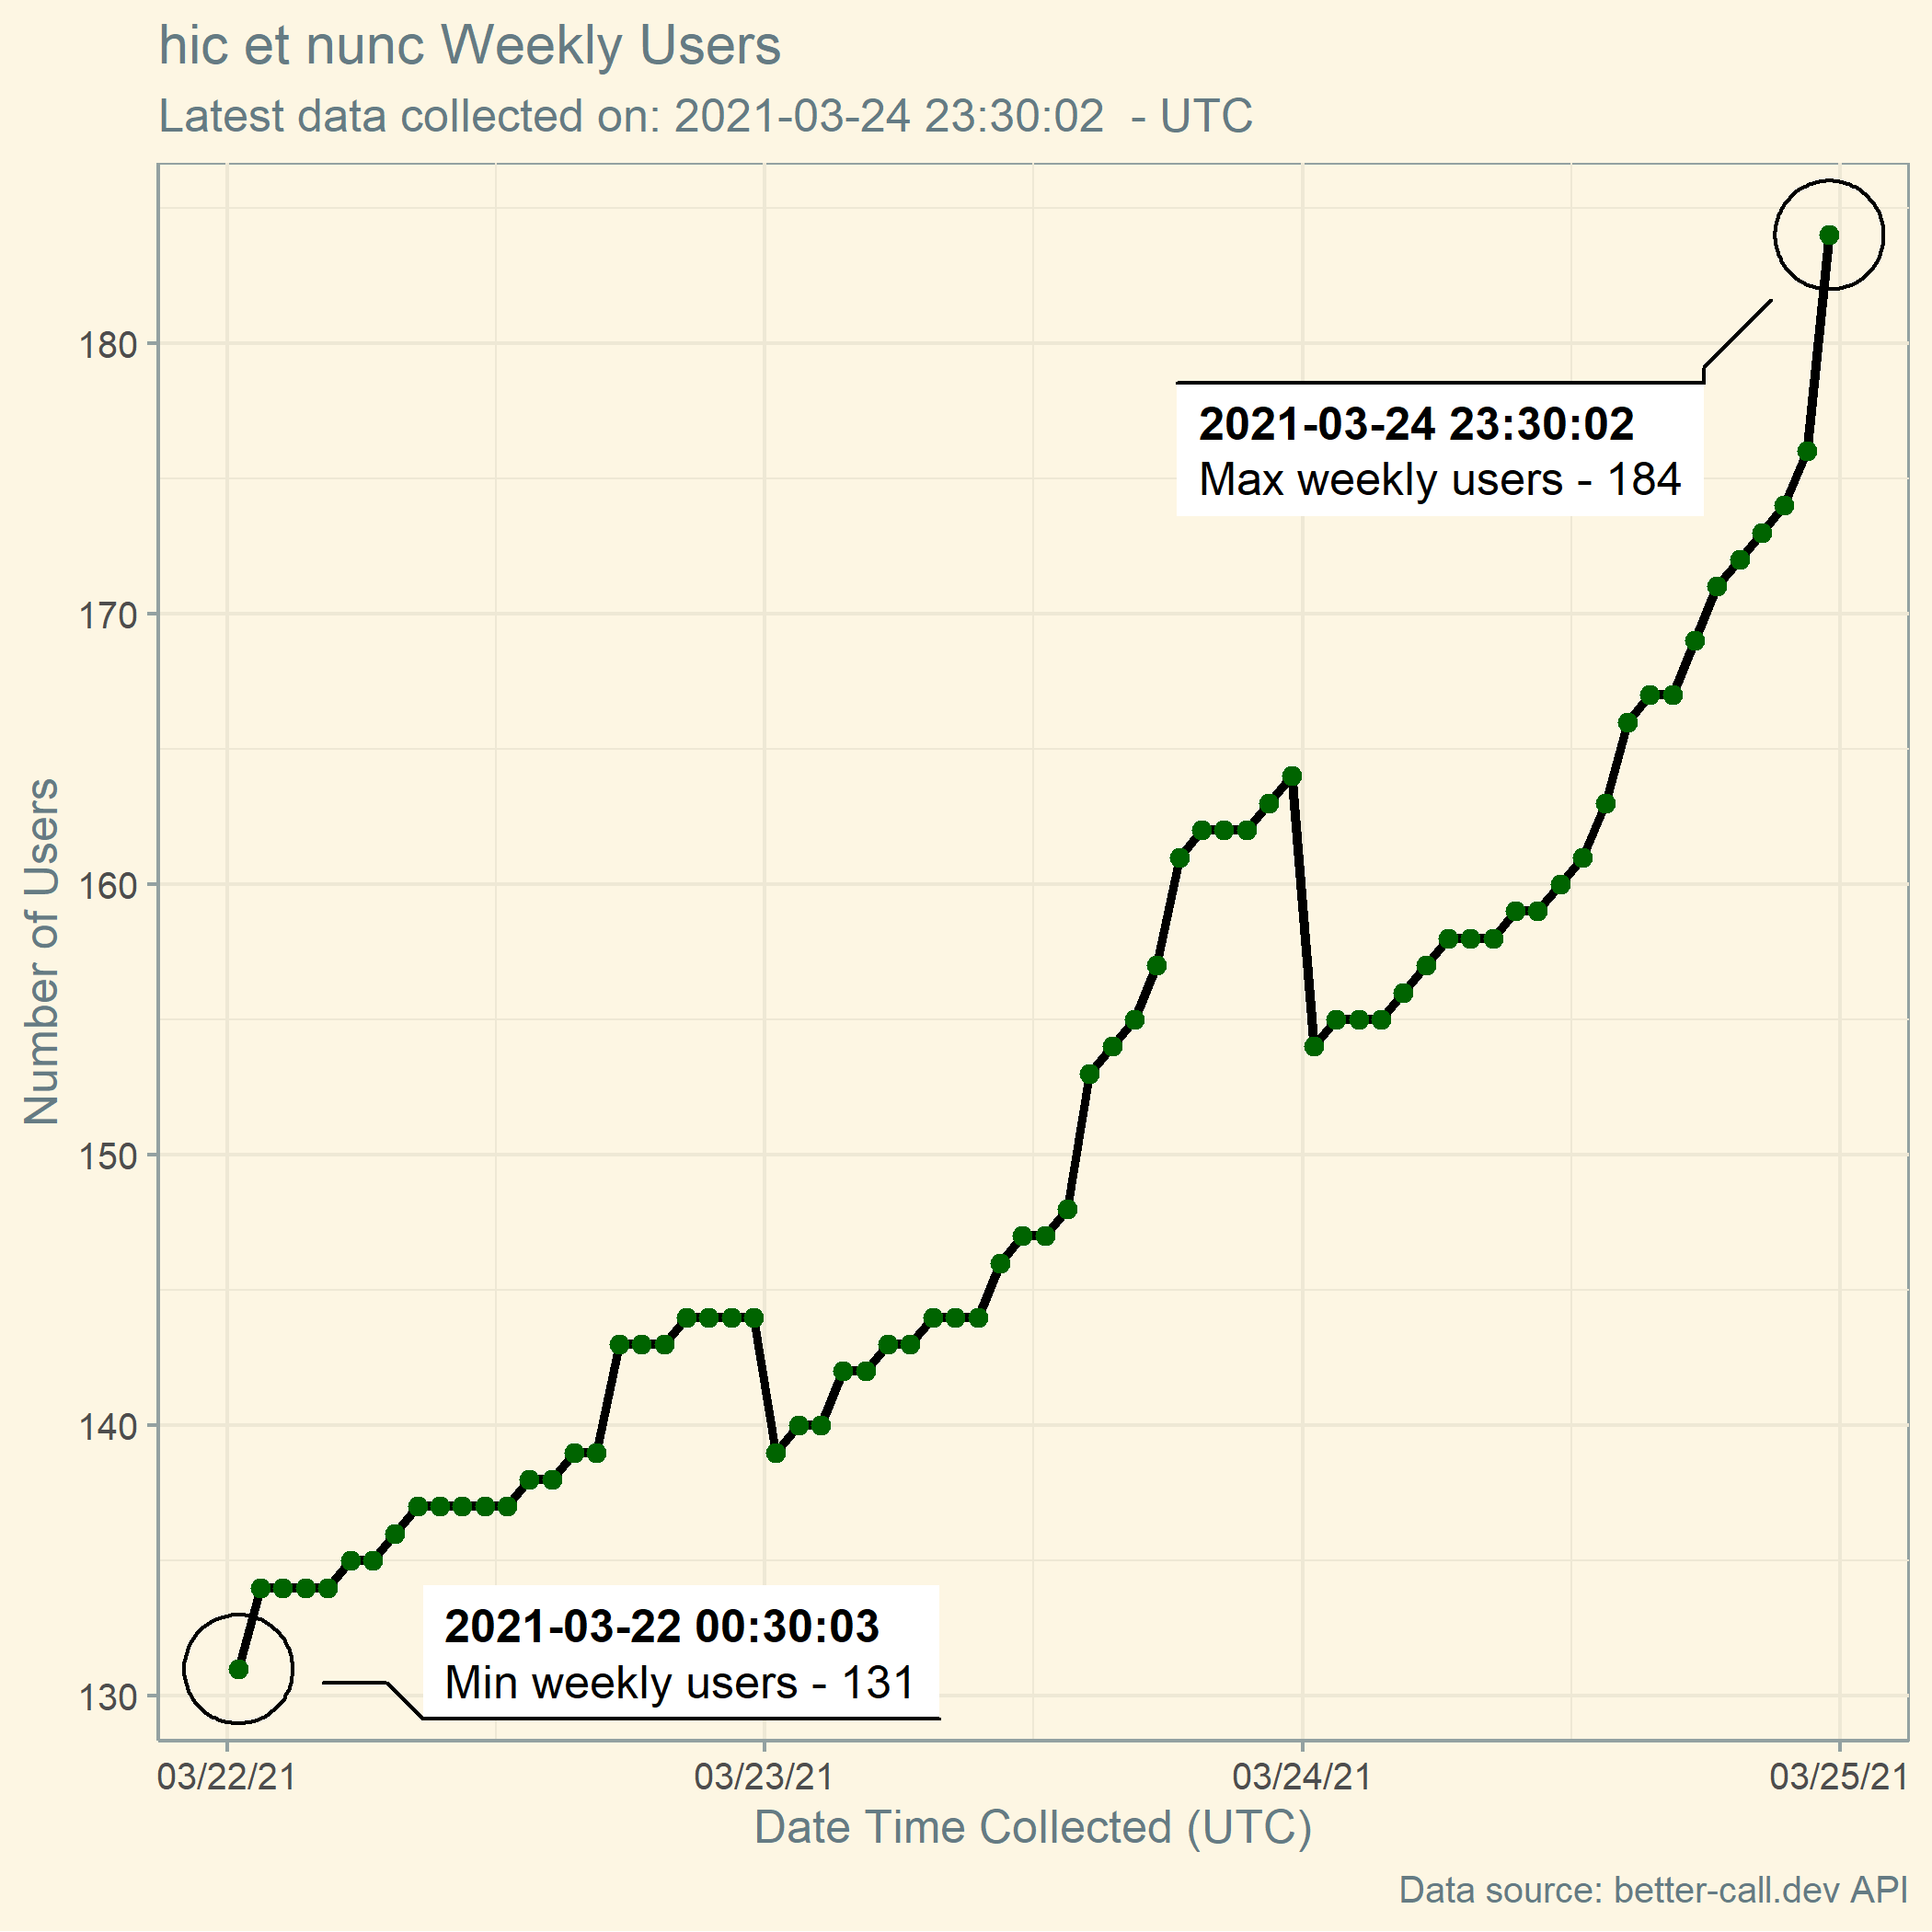 hic et nunc Weekly Users
Latest data collected on: 2021-03-24 23:30:02  - UTC
Number of Users
180
170
160
150
140
130
2021-03-24 23:30:02
Max weekly users - 184
2021-03-22 00:30:03
Min weekly users - 131
03/22/21
03/23/21
03/24/21
03/25/21
Date Time Collected (UTC)
Data source: better-call.dev API